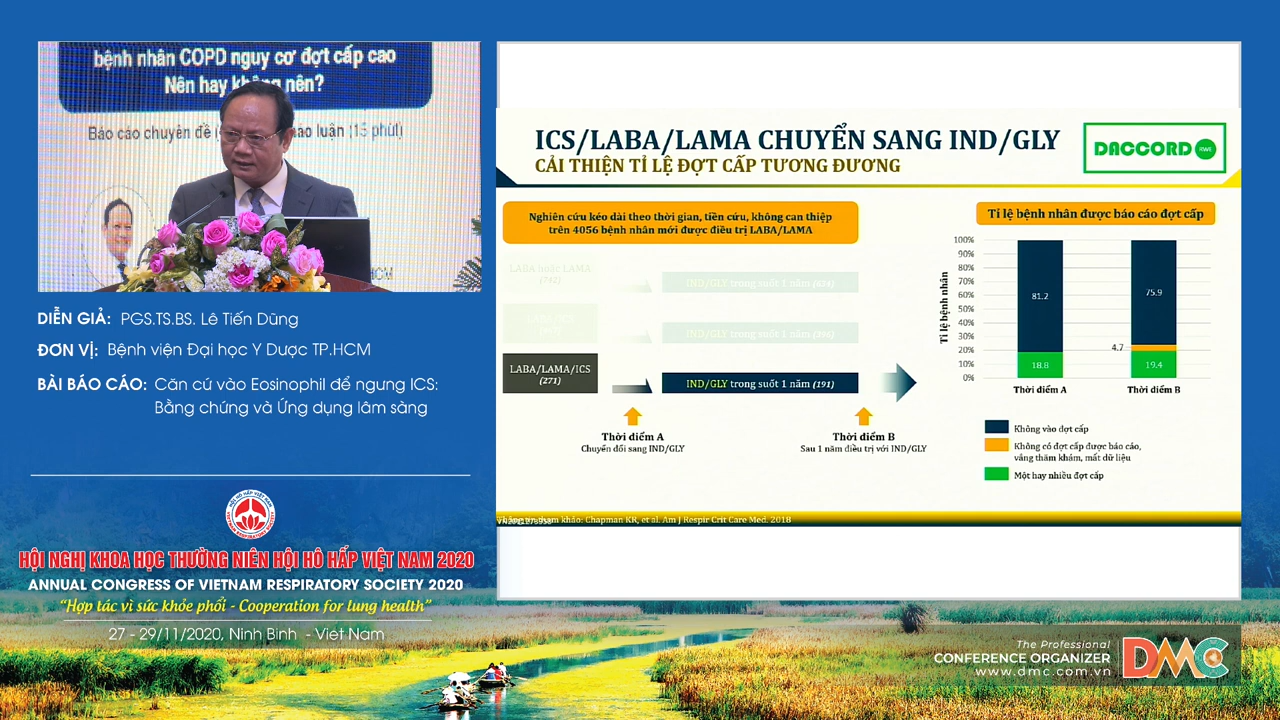 bệnh nhân COPD nguy cơ đợt cấp cao
Nên hay không nên?
Báo cáo chuyên đề
luận (15 phút)
DIỄN GIẢ: PGS.TS.BS. Lê Tiến Dũng
ĐƠN VỊ: Bệnh viện Đại học Y Dược TP.HCM
BÀI BÁO CÁO: Căn cứ vào Eosinophil để ngưng ICS:
Bằng chứng và Ứng dụng lâm sàng
HỘI HÔ HẤP VIỆT NAM
HỘI NGHỊ KHOA HỌC THƯỜNG NIÊN HỘI HÔ HẤP VIỆT NAM 2020
ANNUAL CONGRESS OF VIETNAM RESPIRATORY SOCIETY 2020
“Hợp tác vì sức khỏe phổi - Cooperation for lung health”
27 - 29/11/2020, Ninh Binh - Viet Nam
ICS/LABA/LAMA CHUYỂN SANG IND/GLY
CẢI THIỆN TỈ LỆ ĐỢT CẤP TƯƠNG ĐƯƠNG
DACCORD RWE
Nghiên cứu kéo dài theo thời gian, tiền cứu, không can thiệp
trên 4056 bệnh nhân mới được điều trị LABA/LAMA
LABA hoặc LAMA
(742)
IND/GLY trong suốt 1 năm
IND/GLY trong suốt 1 năm
LABA/LAMA/ICS
(271)
IND/GLY trong suốt 1 năm (191)
Thời điểm A
Chuyển đổi sang IND/GLY
Thời điểm B
Sau 1 năm điều trị với IND/GLY
Tỉ lệ bệnh nhân được báo cáo đợt cấp
Tỉ lệ bệnh nhân
100%
90%
80%
70%
60%
50%
40%
30%
20%
10%
0%
81.2
18.8
75.9
4.7
19.4
Thời điểm A
Thời điểm B
Không vào đợt cấp
Không có đợt cấp được báo cáo,
vắng thăm khám, mất dữ liệu
Một hay nhiều đợt cấp
tham khảo: Chapman KR, et al. Am J Respir Crit Care Med. 2018
The Professional
CONFERENCE ORGANIZER
www.dmc.com.vn
DMC